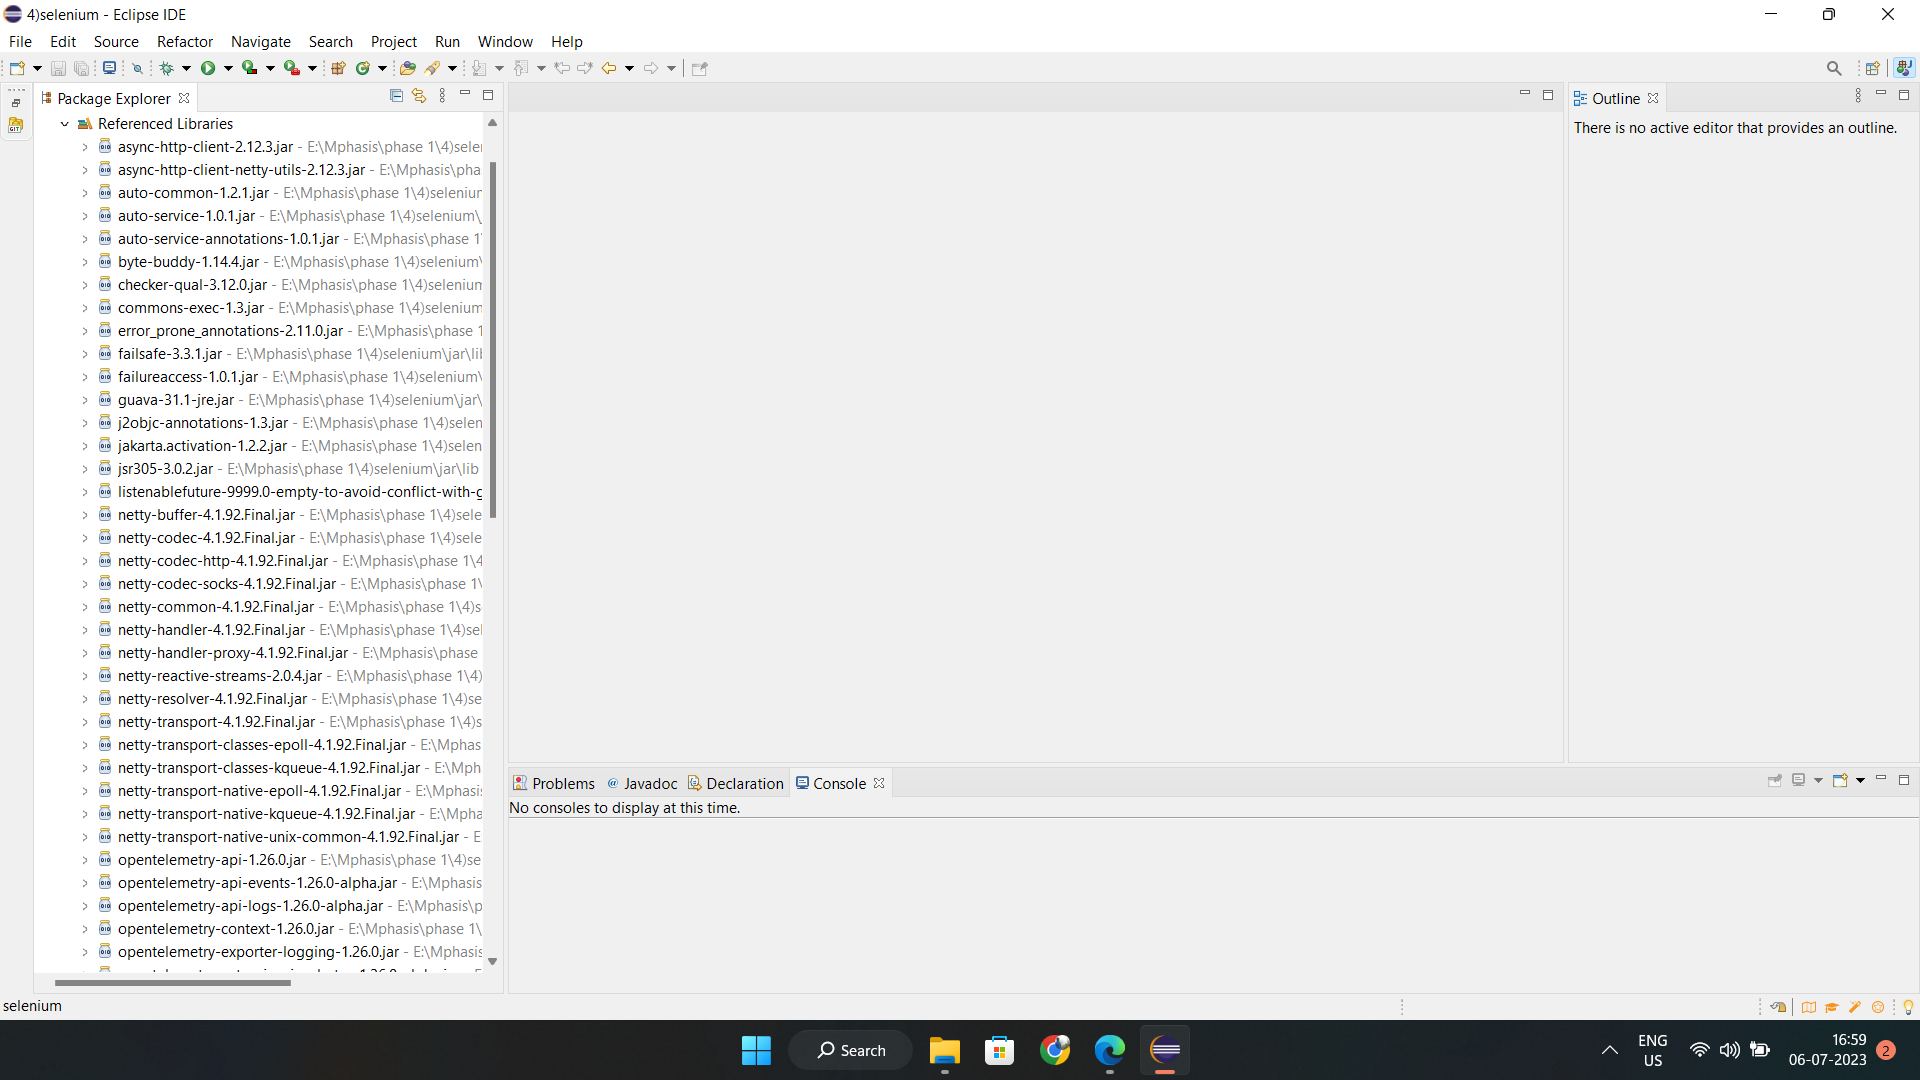 4)selenium - Eclipse IDE
File Edit Source Refactor Navigate Search Project Run Window Help
Package Explorer
Referenced Libraries
async-http-client-2.12.3.jar - E:\Mphasis\phase 1\4)sele
async-http-client-netty-utils-2.12.3.jar - E:\Mphasis\pha
auto-common-1.2.1.jar - E:\Mphasis\phase 1\4)selenium
auto-service-1.0.1.jar - E:\Mphasis\phase 1\4)selenium\
auto-service-annotations-1.0.1.jar - E:\Mphasis\phase 1
byte-buddy-1.14.4.jar - E:\Mphasis\phase 1\4)selenium\
checker-qual-3.12.0.jar - E:\Mphasis\phase 1\4)selenium
commons-exec-1.3.jar - E:\Mphasis\phase 1\4)selenium
error_prone_annotations-2.11.0.jar - E:\Mphasis\phase 1
failsafe-3.3.1.jar - E:\Mphasis\phase 1\4)selenium\jar\li
failureaccess-1.0.1.jar - E:\Mphasis\phase 1\4)selenium\
guava-31.1-jre.jar - E:\Mphasis\phase 1\4)selenium\jar\
j2objc-annotations-1.3.jar - E:\Mphasis\phase 1\4)selen
jakarta.activation-1.2.2.jar - E:\Mphasis\phase 1\4)selen
jsr305-3.0.2.jar - E:\Mphasis\phase 1\4)selenium\jar\lib
listenablefuture-9999.0-empty-to-avoid-conflict-with-g
netty-buffer-4.1.92.Final.jar - E:\Mphasis\phase 1\4)sele
netty-codec-4.1.92.Final.jar - E:\Mphasis\phase 1\4)sele
netty-codec-http-4.1.92.Final.jar - E:\Mphasis\phase 1\4
netty-codec-socks-4.1.92.Final.jar - E:\Mphasis\phase 1\
netty-common-4.1.92.Final.jar - E:\Mphasis\phase 1\4)s
netty-handler-4.1.92.Final.jar - E:\Mphasis\phase 1\4)sel
netty-handler-proxy-4.1.92.Final.jar - E:\Mphasis\phase
netty-reactive-streams-2.0.4.jar - E:\Mphasis\phase 1\4)
netty-resolver-4.1.92.Final.jar - E:\Mphasis\phase 1\4)se
netty-transport-4.1.92.Final.jar - E:\Mphasis\phase 1\4)s
netty-transport-classes-epoll-4.1.92.Final.jar - E:\Mphas
netty-transport-classes-kqueue-4.1.92.Final.jar - E:\Mph
netty-transport-native-epoll-4.1.92.Final.jar - E:\Mphasis
netty-transport-native-kqueue-4.1.92.Final.jar - E:\Mpha
netty-transport-native-unix-common-4.1.92.Final.jar - E
opentelemetry-api-1.26.0.jar - E:\Mphasis\phase 1\4)se
opentelemetry-api-events-1.26.0-alpha.jar - E:\Mphasis
opentelemetry-api-logs-1.26.0-alpha.jar - E:\Mphasis\p
opentelemetry-context-1.26.0.jar - E:\Mphasis\phase 1\
opentelemetry-exporter-logging-1.26.0.jar - E:\Mphasis
Outline
There is no active editor that provides an outline.
Problems @ Javadoc Declaration Console
No consoles to display at this time.
selenium
Search
ENG
US
16:59
06-07-2023
2